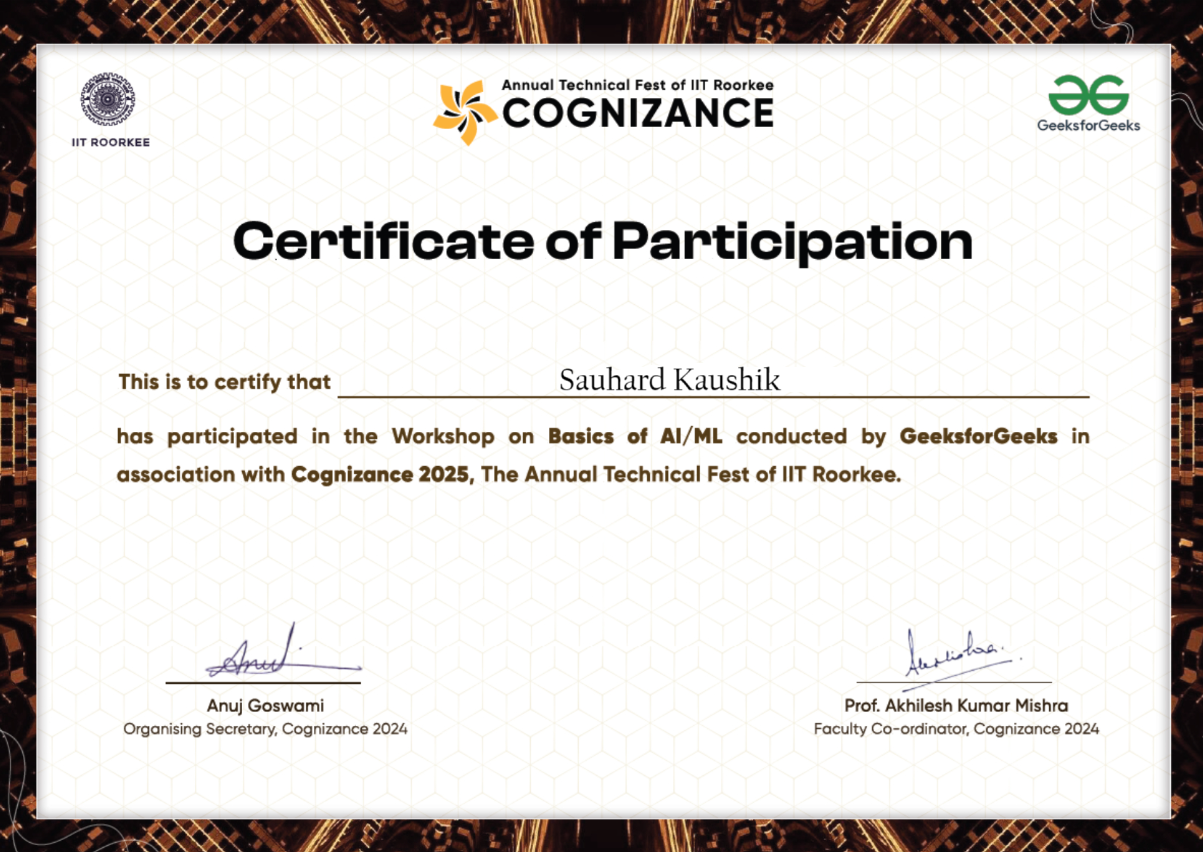 IIT ROORKEE
Annual Technical Fest of IIT Roorkee
COGNIZANCE
GeeksforGeeks
Certificate of Participation
This is to certify that Sauhard Kaushik
has participated in the Workshop on Basics of AI/ML conducted by GeeksforGeeks in
association with Cognizance 2025, The Annual Technical Fest of IIT Roorkee.
Anuj Goswami
Organising Secretary, Cognizance 2024
Prof. Akhilesh Kumar Mishra
Faculty Co-ordinator, Cognizance 2024